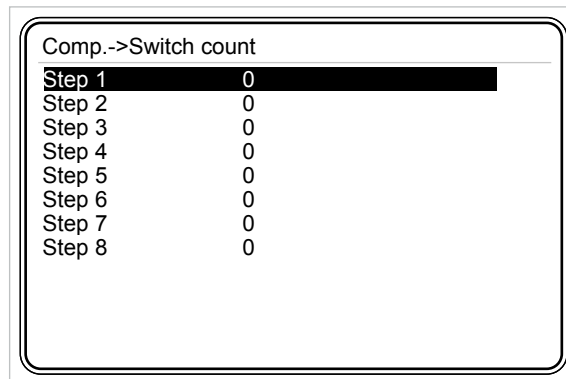 Comp.->Switch count
Step 1 0
Step 2 0
Step 3 0
Step 4 0
Step 5 0
Step 6 0
Step 7 0
Step 8 0